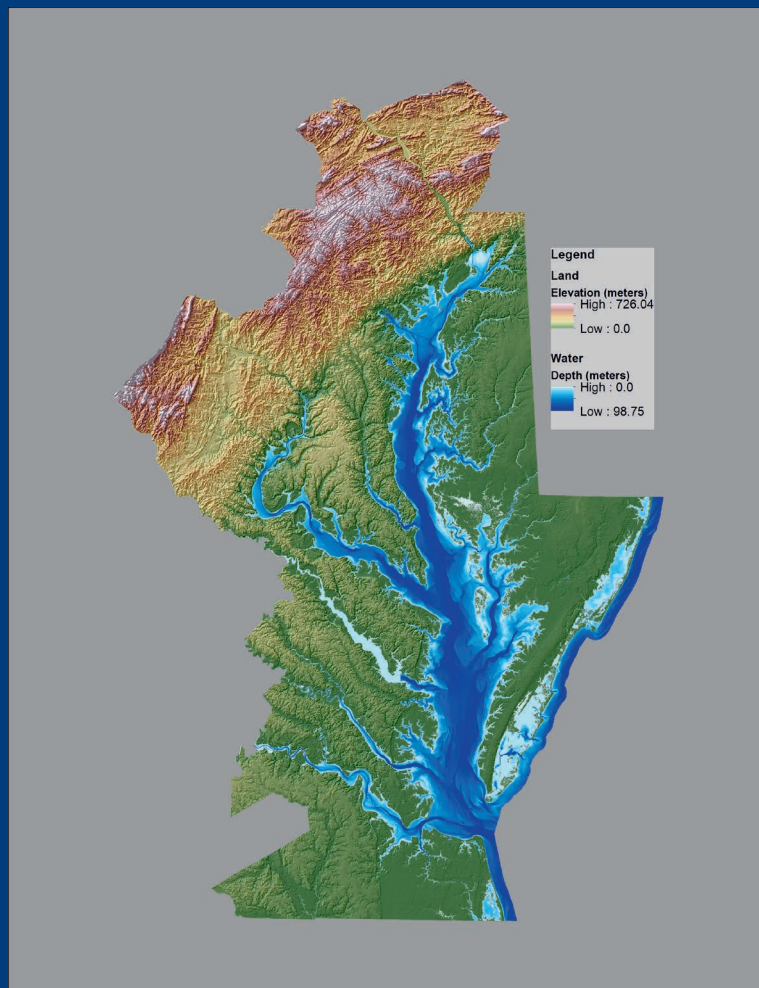 Legend
Land
Elevation (meters)
High : 726.04
Low : 0.0
Water
Depth (meters)
High : 0.0
Low : 98.75